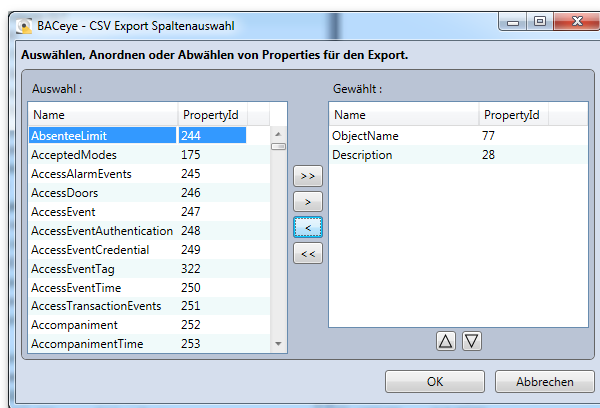 BACeye - CSV Export Spaltenauswahl
Auswählen, Anordnen oder Abwählen von Properties für den Export.
Auswahl :
Name PropertyId
AbsenteeLimit 244
AcceptedModes 175
AccessAlarmEvents 245
AccessDoors 246
AccessEvent 247
AccessEventAuthentication 248
AccessEventCredential 249
AccessEventTag 322
AccessEventTime 250
AccessTransactionEvents 251
Accompaniment 252
AccompanimentTime 253
>>
>
<
<<
Gewählt :
Name PropertyId
ObjectName 77
Description 28
OK Abbrechen